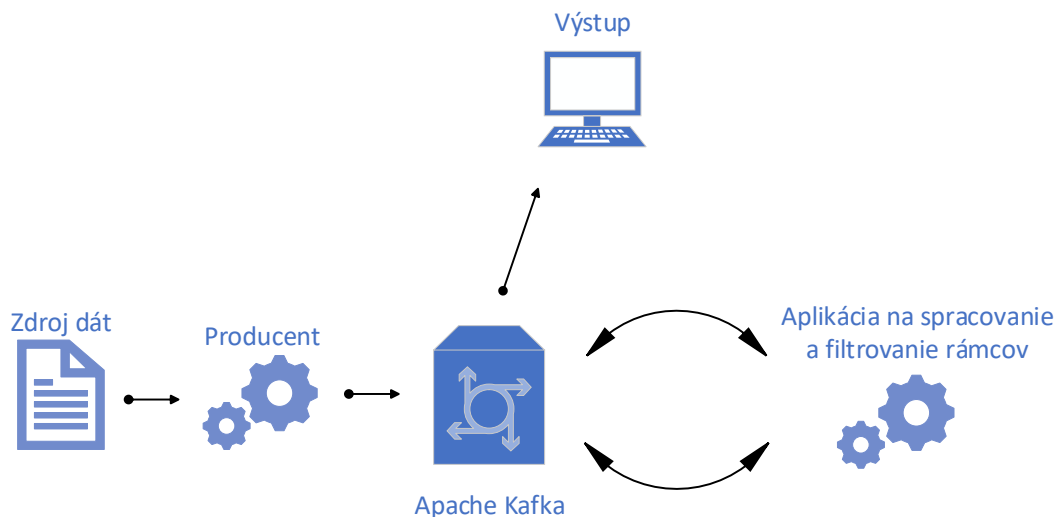 Výstup
Zdroj dát
Producent
Apache Kafka
Aplikácia na spracovanie
a filtrovanie rámcov